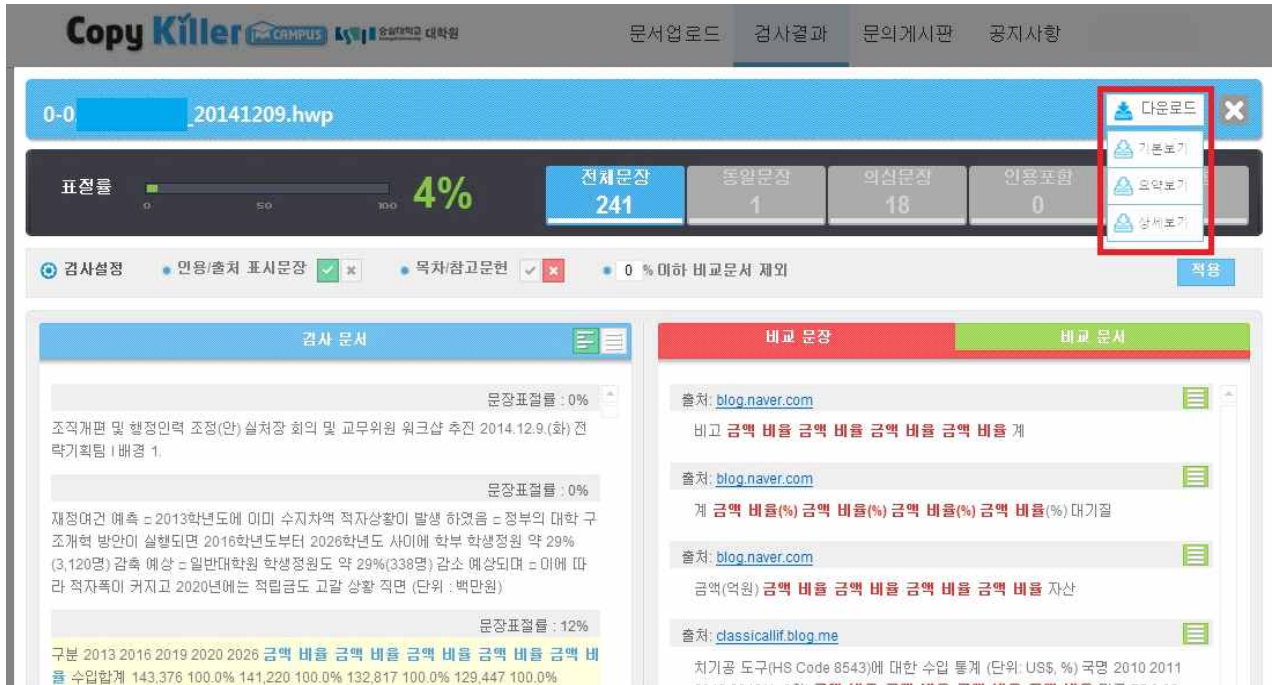 Copy Killer CAMPUS 숭실대학교 대학원
문서업로드 검사결과 문의게시판 공지사항
0-0 _20141209.hwp
다운로드
기본보기
요약보기
상세보기
표절률
0 50 100
4%
전체문장 동일문장 의심문장 인용포함
241 1 18 0
검사설정 인용/출처 표시문장 목차/참고문헌 0 % 이하 비교문서 제외 적용
검사 문서
문장표절률 : 0%
조직개편 및 행정인력 조정(안) 실처장 회의 및 교무위원 워크샵 추진 2014.12.9.(화) 전
략기획팀 Ⅰ배경 1.
문장표절률 : 0%
재정여건 예측 □ 2013학년도에 이미 수지차액 적자상황이 발생 하였음 □ 정부의 대학 구
조개혁 방안이 실행되면 2016학년도부터 2026학년도 사이에 학부 학생정원 약 29%
(3,120명) 감축 예상 □ 일반대학원 학생정원도 약 29%(338명) 감소 예상되며 □ 이에 따
라 적자폭이 커지고 2020년에는 적립금도 고갈 상황 직면 (단위 : 백만원)
문장표절률 : 12%
구분 2013 2016 2019 2020 2026 금액 비율 금액 비율 금액 비율 금액 비율 금액 비
율 수입합계 143,376 100.0% 141,220 100.0% 132,817 100.0% 129,447 100.0%
비교 문장 비교 문서
출처: blog.naver.com
비고 금액 비율 금액 비율 금액 비율 금액 비율 계
출처: blog.naver.com
계 금액 비율(%) 금액 비율(%) 금액 비율(%) 금액 비율(%) 대기질
출처: blog.naver.com
금액(억원) 금액 비율 금액 비율 금액 비율 금액 비율 자산
출처: classicallif.blog.me
치기공 도구(HS Code 8543)에 대한 수입 통계 (단위: US$, %) 국명 2010 2011